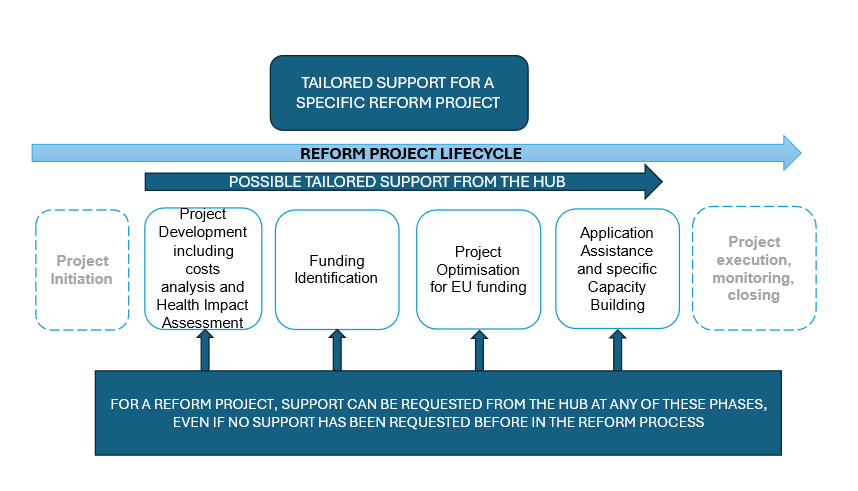 TAILORED SUPPORT FOR A
SPECIFIC REFORM PROJECT
REFORM PROJECT LIFECYCLE
POSSIBLE TAILORED SUPPORT FROM THE HUB
Project
Initiation
Project
Development
including
costs
analysis and
Health Impact
Assessment
Funding
Identification
Project
Optimisation
for EU funding
Application
Assistance
and specific
Capacity
Building
Project
execution,
monitoring,
closing
FOR A REFORM PROJECT, SUPPORT CAN BE REQUESTED FROM THE HUB AT ANY OF THESE PHASES,
EVEN IF NO SUPPORT HAS BEEN REQUESTED BEFORE IN THE REFORM PROCESS